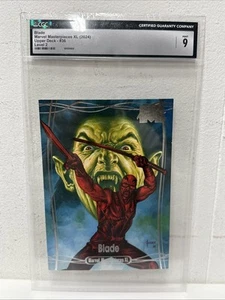 CGC
CERTIFIED GUARANTY COMPANY
Blade
Marvel Masterpieces XL (2024)
Upper Deck - #36
Level 2
MINT
9
Blade
Marvel Masterpieces XL